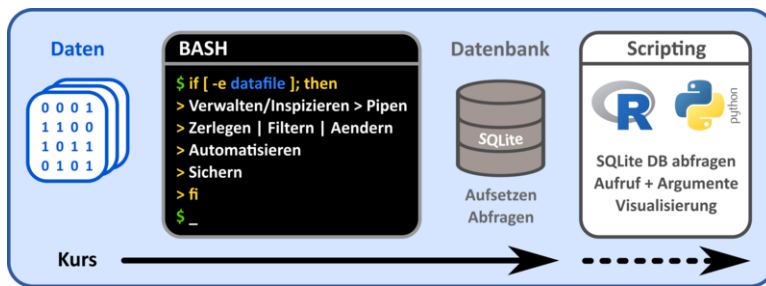 Daten
0 0 0 1
1 1 0 0
1 0 1 1
0 1 0 1
BASH
$ if [ -e datafile ]; then
> Verwalten/Inspizieren > Pipen
> Zerlegen | Filtern | Aendern
> Automatisieren
> Sichern
> fi
$ _
Datenbank
SQLite
Aufsetzen
Abfragen
Scripting
R
python
SQLite DB abfragen
Aufruf + Argumente
Visualisierung
Kurs